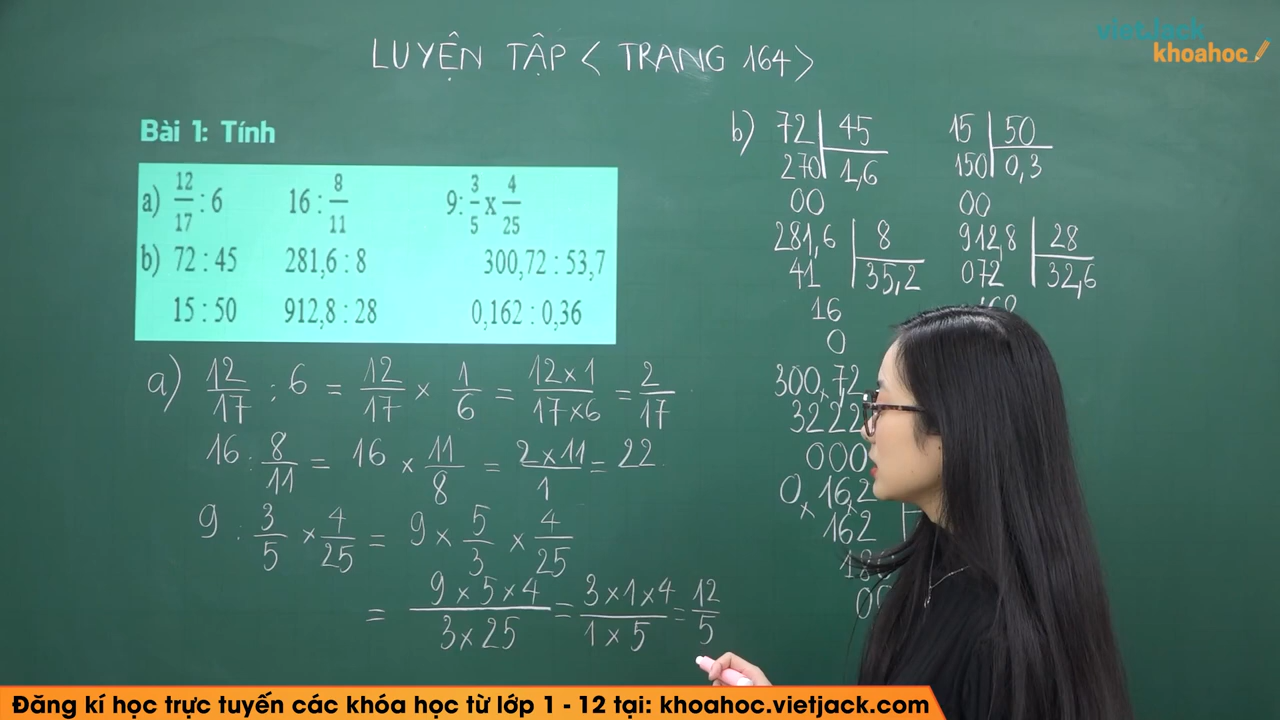 vietjack
khoahoc
LUYỆN TẬP < TRANG 164 >
Bài 1: Tính
a) 12/17 : 6 16 : 8/11 9 : 3/5 x 4/25
b) 72 : 45 281,6 : 8 300,72 : 53,7
15 : 50 912,8 : 28 0,162 : 0,36
a) 12/17 : 6 = 12/17 × 1/6 = 12×1/17×6 = 2/17
16 : 8/11 = 16 × 11/8 = 2×11/1 = 22
9 : 3/5 × 4/25 = 9 × 5/3 × 4/25
= 9×5×4/3×25 = 3×1×4/1×5 = 12/5
b) 72 45
270 1,6
00
15 50
150 0,3
00
281,6 8
41 35,2
16
0
912,8 28
072 32,6
300,72
3222
000
0,162
162
Đăng kí học trực tuyến các khóa học từ lớp 1 - 12 tại: khoahoc.vietjack.com